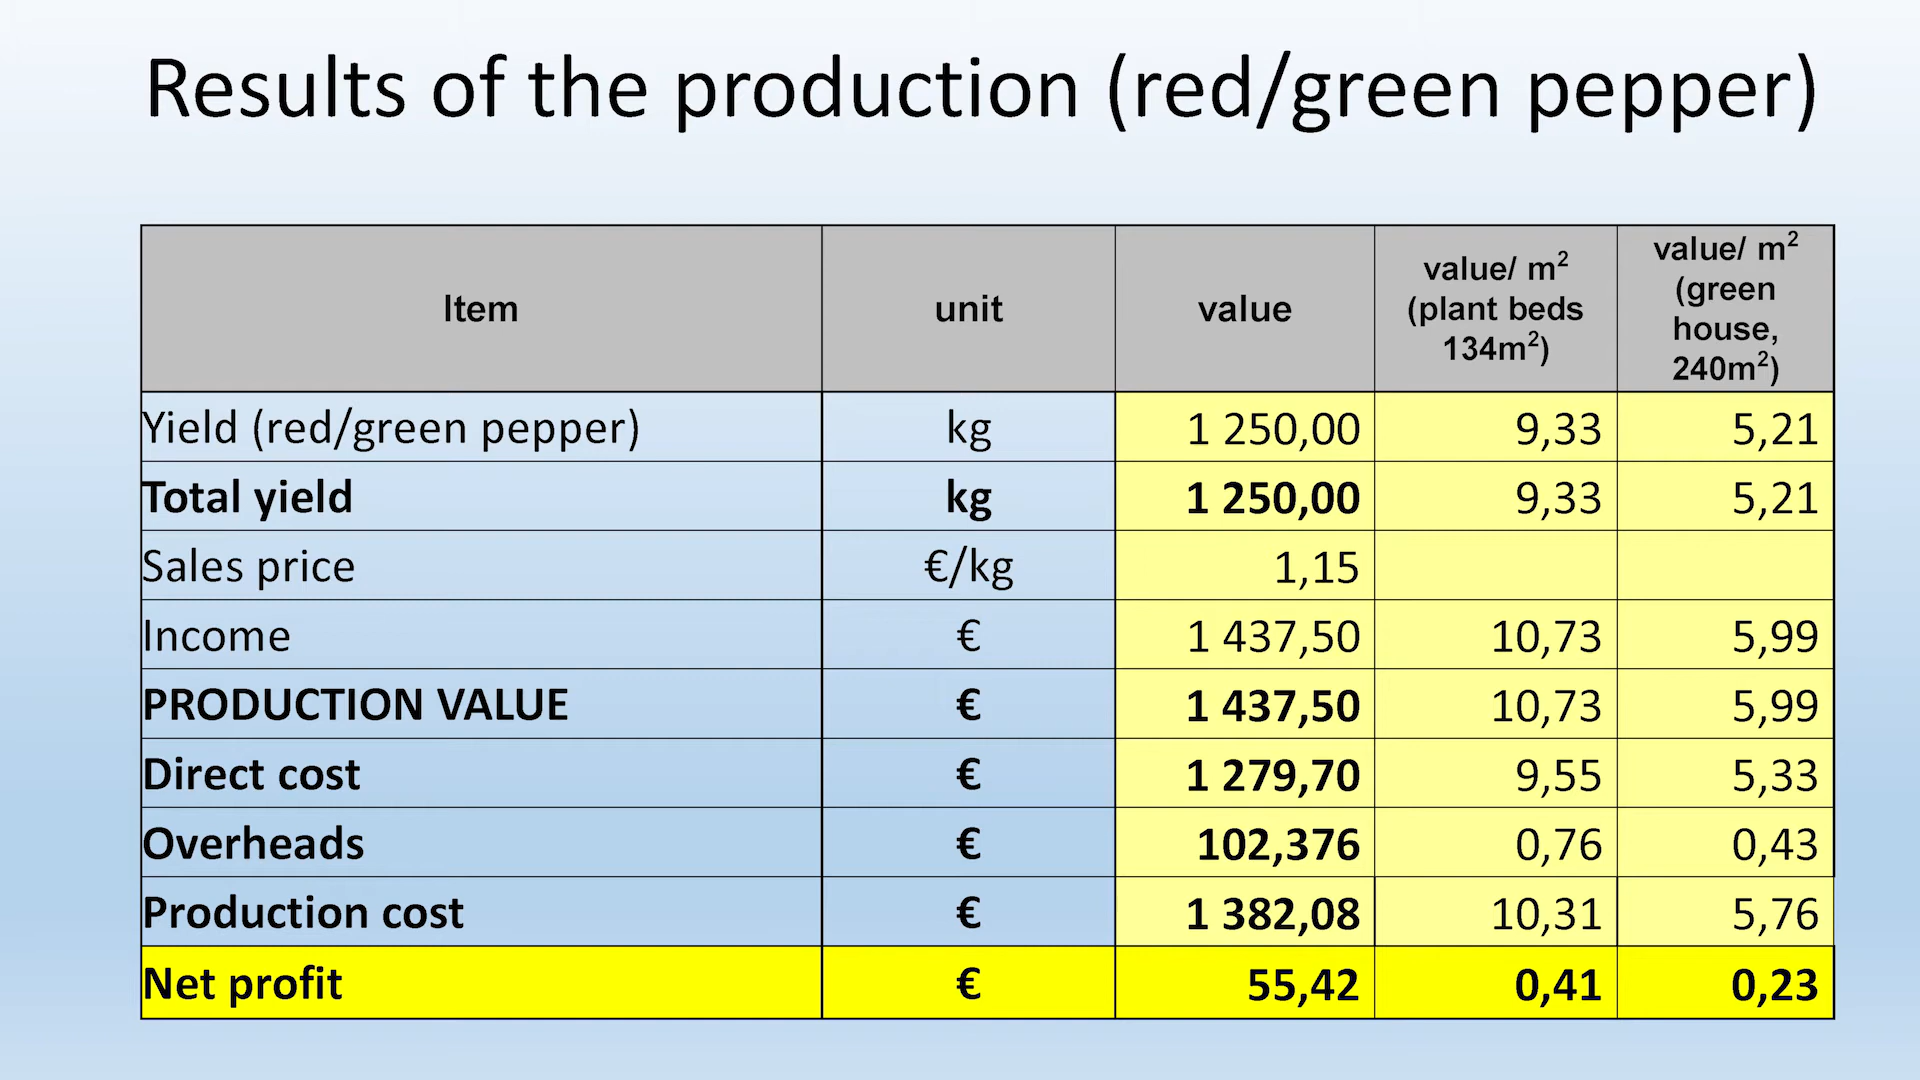 Results of the production (red/green pepper)
Item unit value value/ m² (plant beds 134m²) value/ m² (green house, 240m²)
Yield (red/green pepper) kg 1 250,00 9,33 5,21
Total yield kg 1 250,00 9,33 5,21
Sales price €/kg 1,15
Income € 1 437,50 10,73 5,99
PRODUCTION VALUE € 1 437,50 10,73 5,99
Direct cost € 1 279,70 9,55 5,33
Overheads € 102,376 0,76 0,43
Production cost € 1 382,08 10,31 5,76
Net profit € 55,42 0,41 0,23